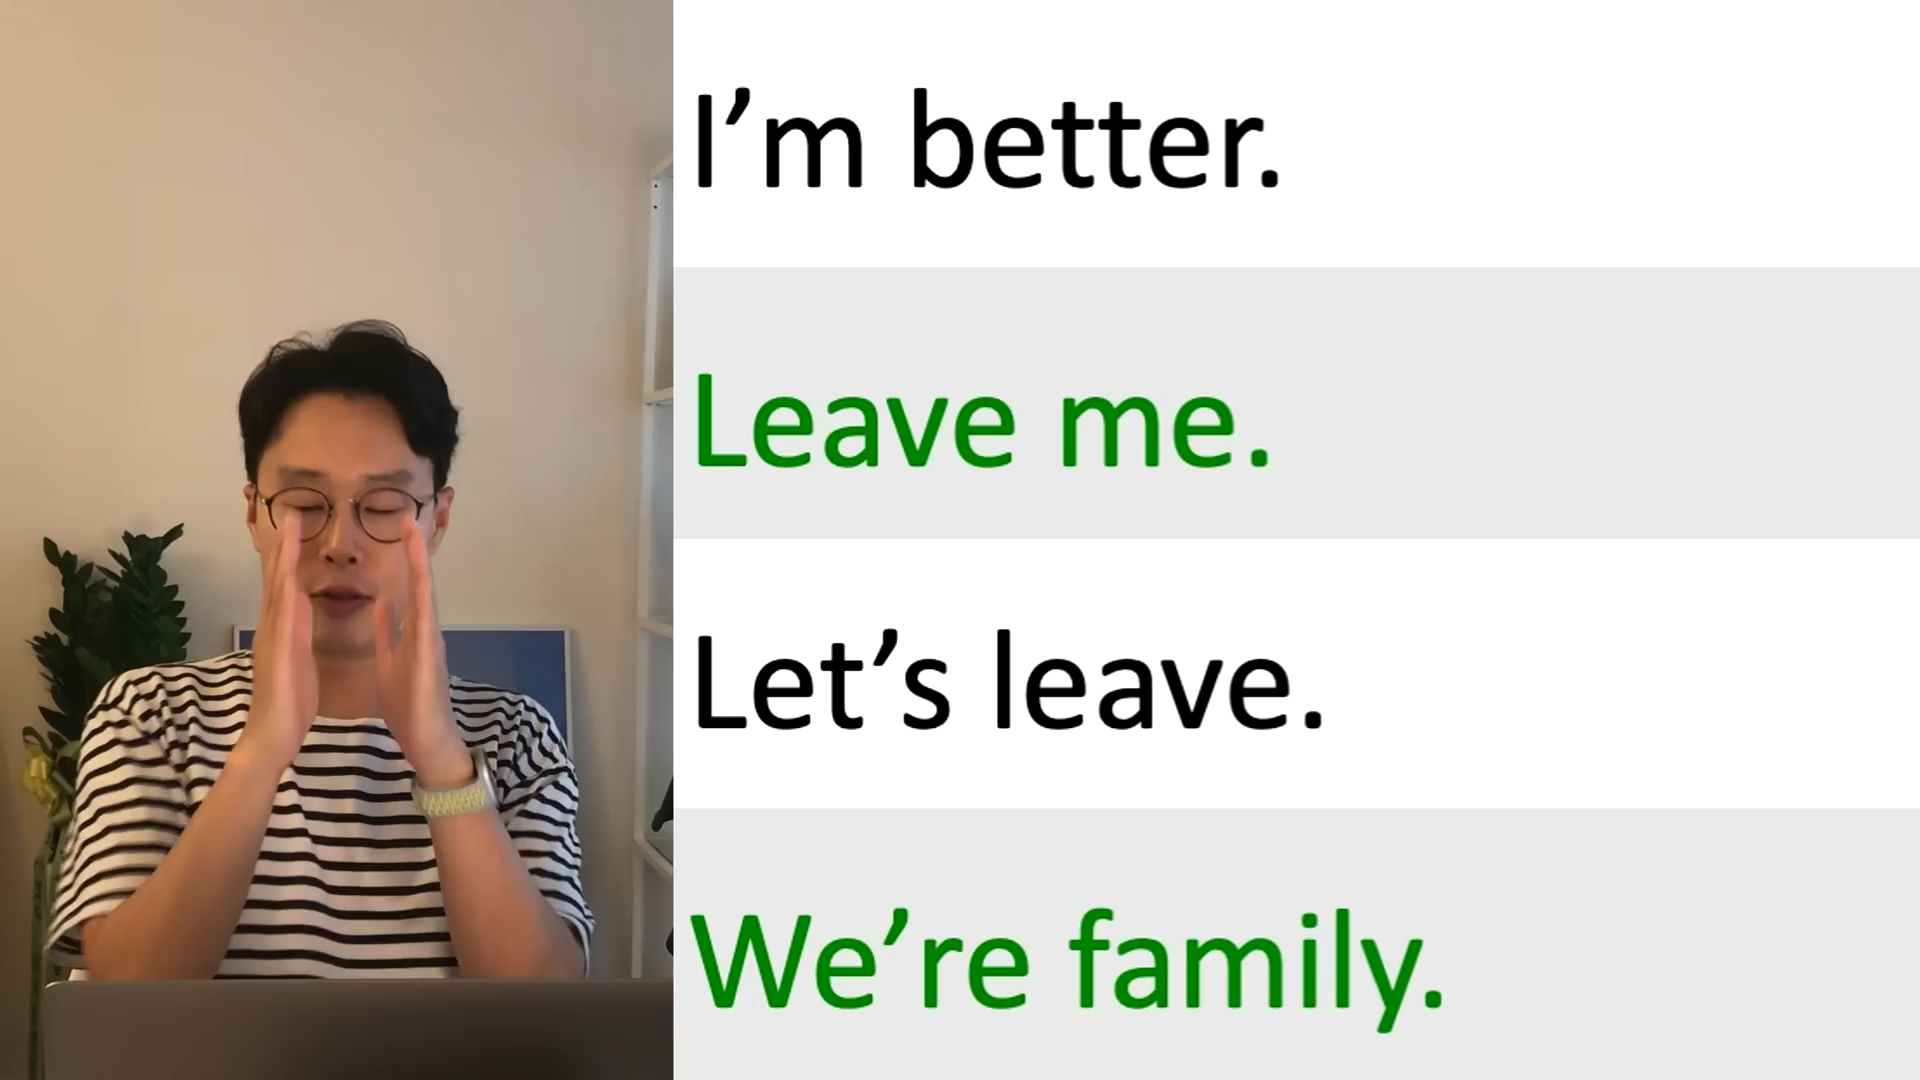 I’m better.
Leave me.
Let’s leave.
We’re family.